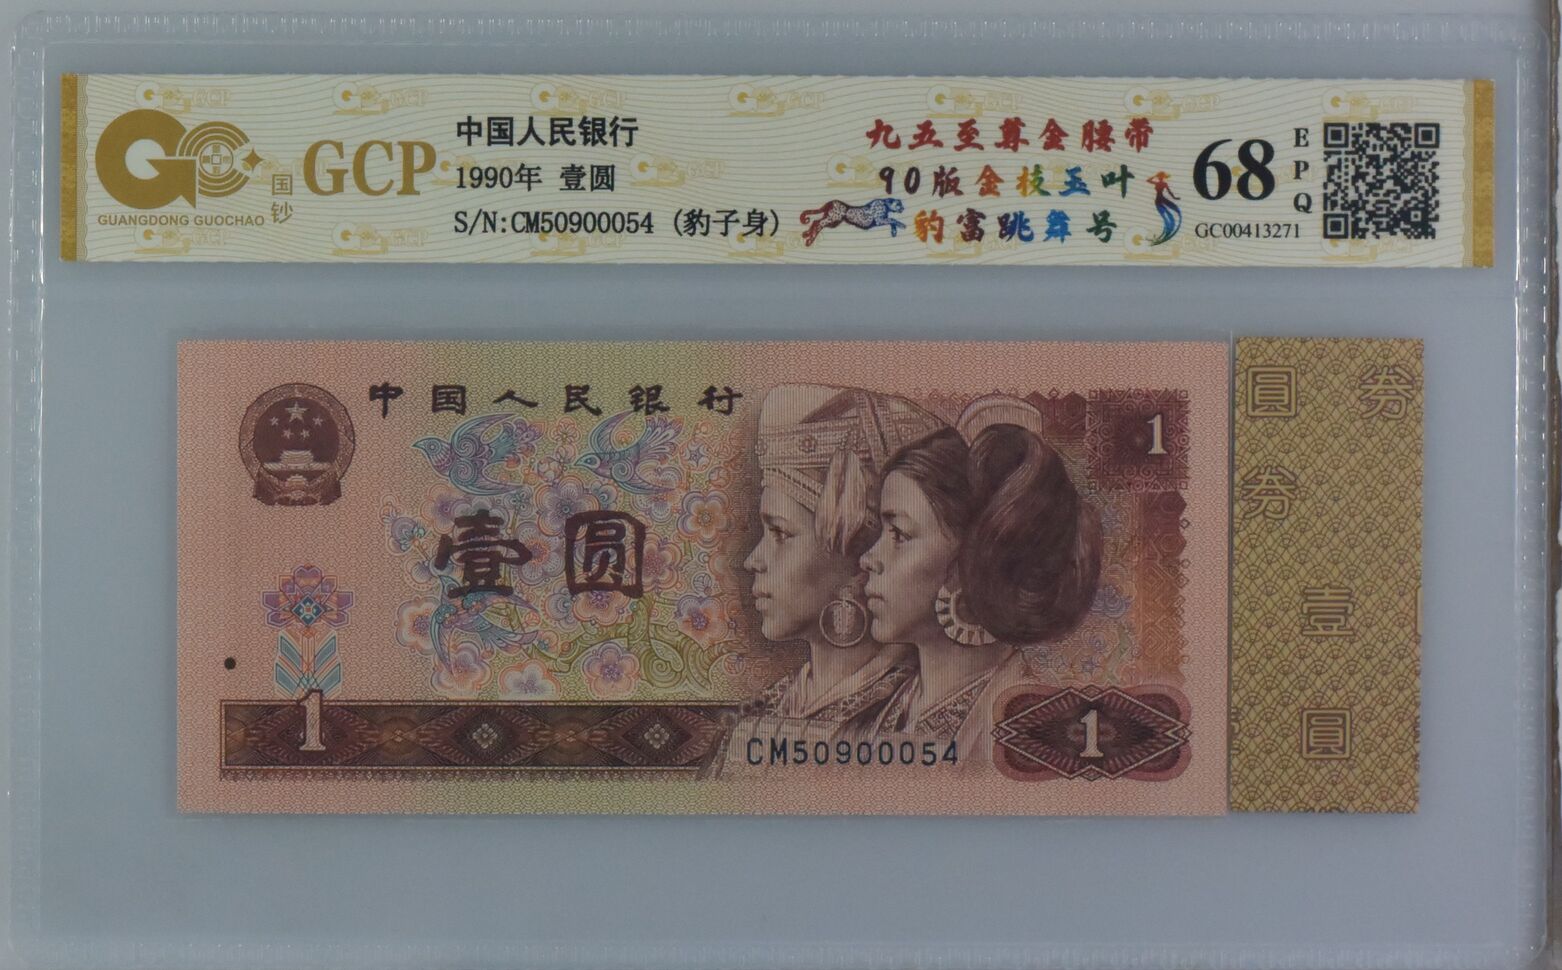 GCP
国钞
GUANGDONG GUOCHAO
中国人民银行
1990年 壹圆
S/N:CM50900054 (豹子身)
九五至尊金腰带
90版金枝玉叶
豹富跳舞号
68
EPQ
GC00413271
中国人民银行
1
壹圆
1
1
CM50900054
圓 券
券
壹
圓